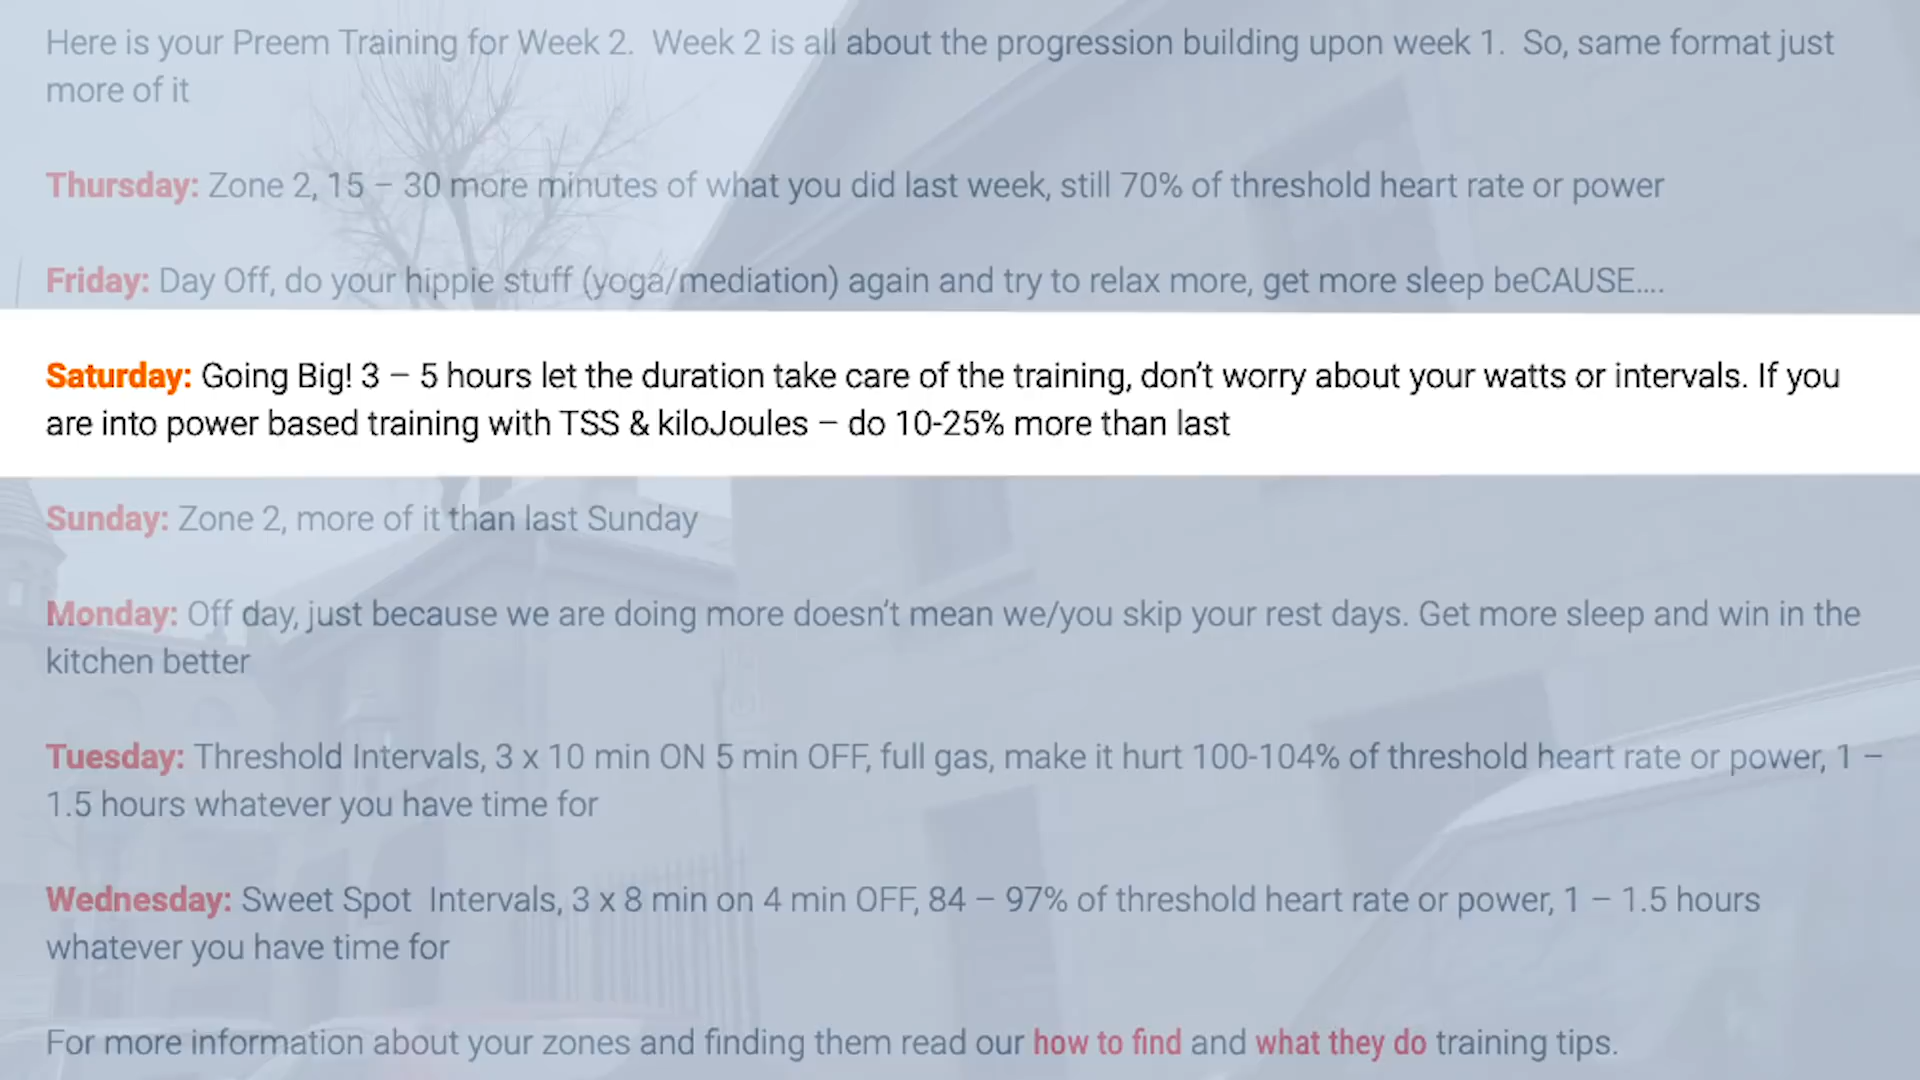 Here is your Preem Training for Week 2.  Week 2 is all about the progression building upon week 1.  So, same format just
more of it
Thursday: Zone 2, 15 – 30 more minutes of what you did last week, still 70% of threshold heart rate or power
Friday: Day Off, do your hippie stuff (yoga/mediation) again and try to relax more, get more sleep beCAUSE....
Saturday: Going Big! 3 – 5 hours let the duration take care of the training, don’t worry about your watts or intervals. If you
are into power based training with TSS & kiloJoules – do 10-25% more than last
Sunday: Zone 2, more of it than last Sunday
Monday: Off day, just because we are doing more doesn’t mean we/you skip your rest days. Get more sleep and win in the
kitchen better
Tuesday: Threshold Intervals, 3 x 10 min ON 5 min OFF, full gas, make it hurt 100-104% of threshold heart rate or power, 1 –
1.5 hours whatever you have time for
Wednesday: Sweet Spot  Intervals, 3 x 8 min on 4 min OFF, 84 – 97% of threshold heart rate or power, 1 – 1.5 hours
whatever you have time for
For more information about your zones and finding them read our how to find and what they do training tips.